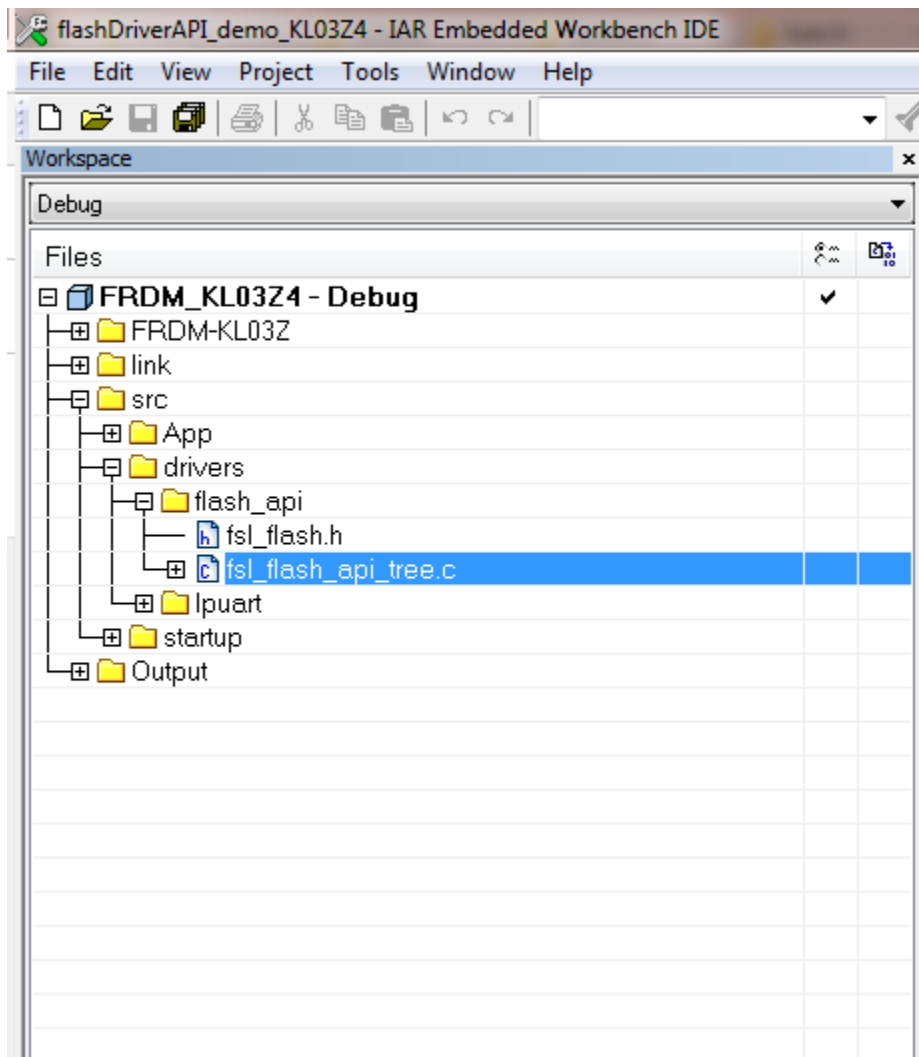 flashDriverAPI_demo_KL03Z4 - IAR Embedded Workbench IDE
File Edit View Project Tools Window Help
Workspace
Debug
Files
FRDM_KL03Z4 - Debug
FRDM-KL03Z
link
src
App
drivers
flash_api
fsl_flash.h
fsl_flash_api_tree.c
lpuart
startup
Output